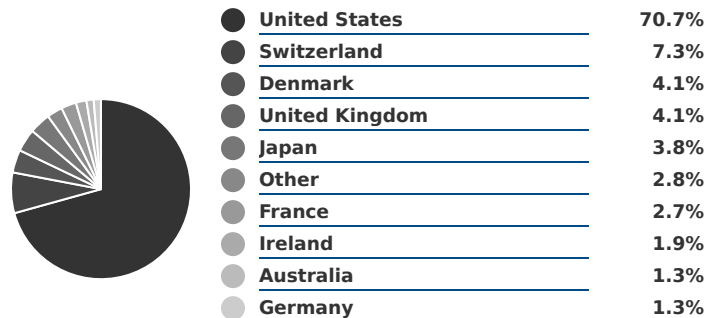 United States 70.7%
Switzerland 7.3%
Denmark 4.1%
United Kingdom 4.1%
Japan 3.8%
Other 2.8%
France 2.7%
Ireland 1.9%
Australia 1.3%
Germany 1.3%